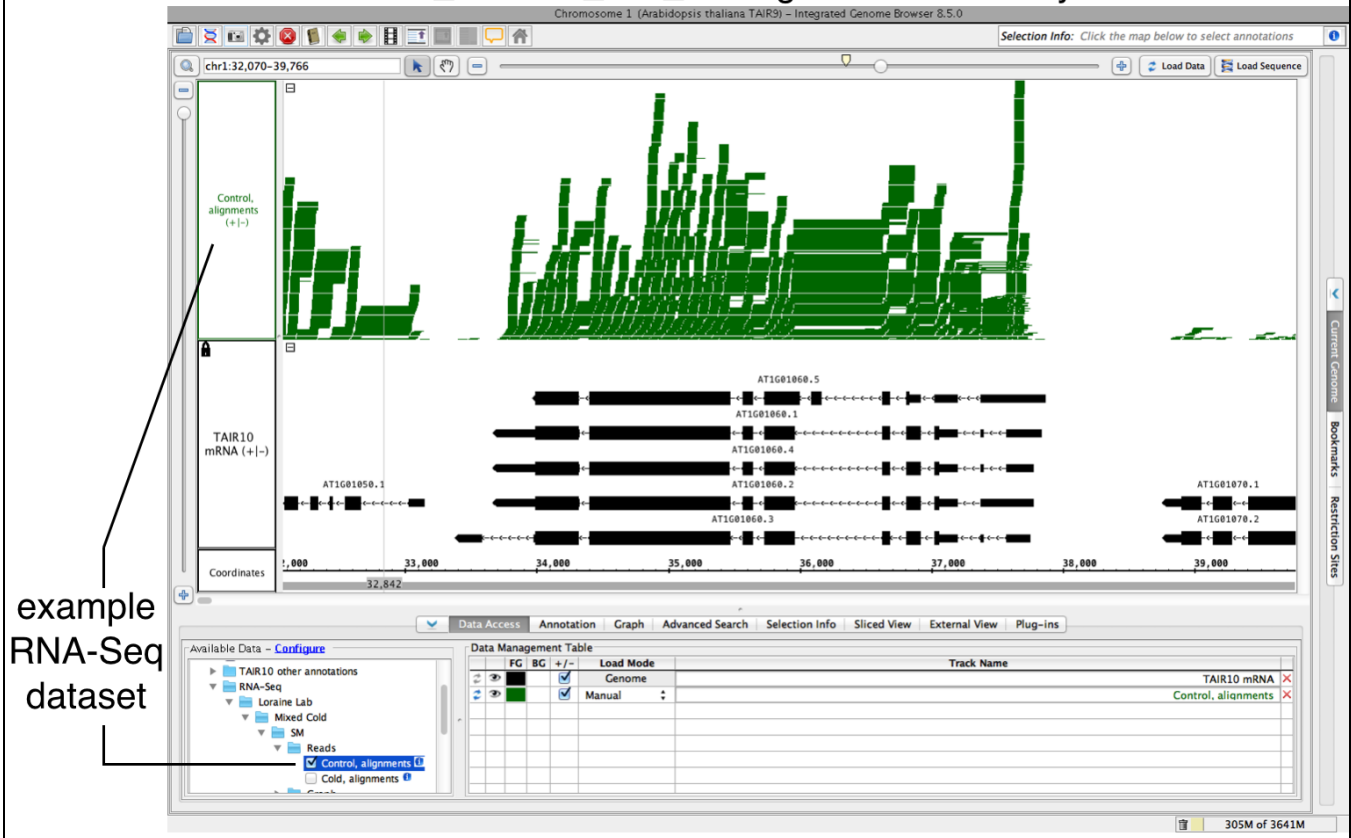 Chromosome 1 (Arabidopsis thaliana TAIR9) – Integrated Genome Browser 8.5.0
Selection Info: Click the map below to select annotations
chr1:32,070–39,766
Load Data
Load Sequence
Control,
alignments
(+|-)
AT1G01060.5
AT1G01060.1
TAIR10
mRNA (+|-)
AT1G01060.4
AT1G01050.1
AT1G01060.2
AT1G01070.1
AT1G01060.3
AT1G01070.2
Coordinates
2,000 33,000 34,000 35,000 36,000 37,000 38,000 39,000
32,842
Current Genome
Bookmarks
Restriction Sites
example
RNA-Seq
dataset
Data Access Annotation Graph Advanced Search Selection Info Sliced View External View Plug-ins
Available Data – Configure
TAIR10 other annotations
RNA-Seq
Loraine Lab
Mixed Cold
SM
Reads
Control, alignments
Cold, alignments
Data Management Table
FG BG +/- Load Mode Track Name
Genome TAIR10 mRNA
Manual Control, alignments
305M of 3641M